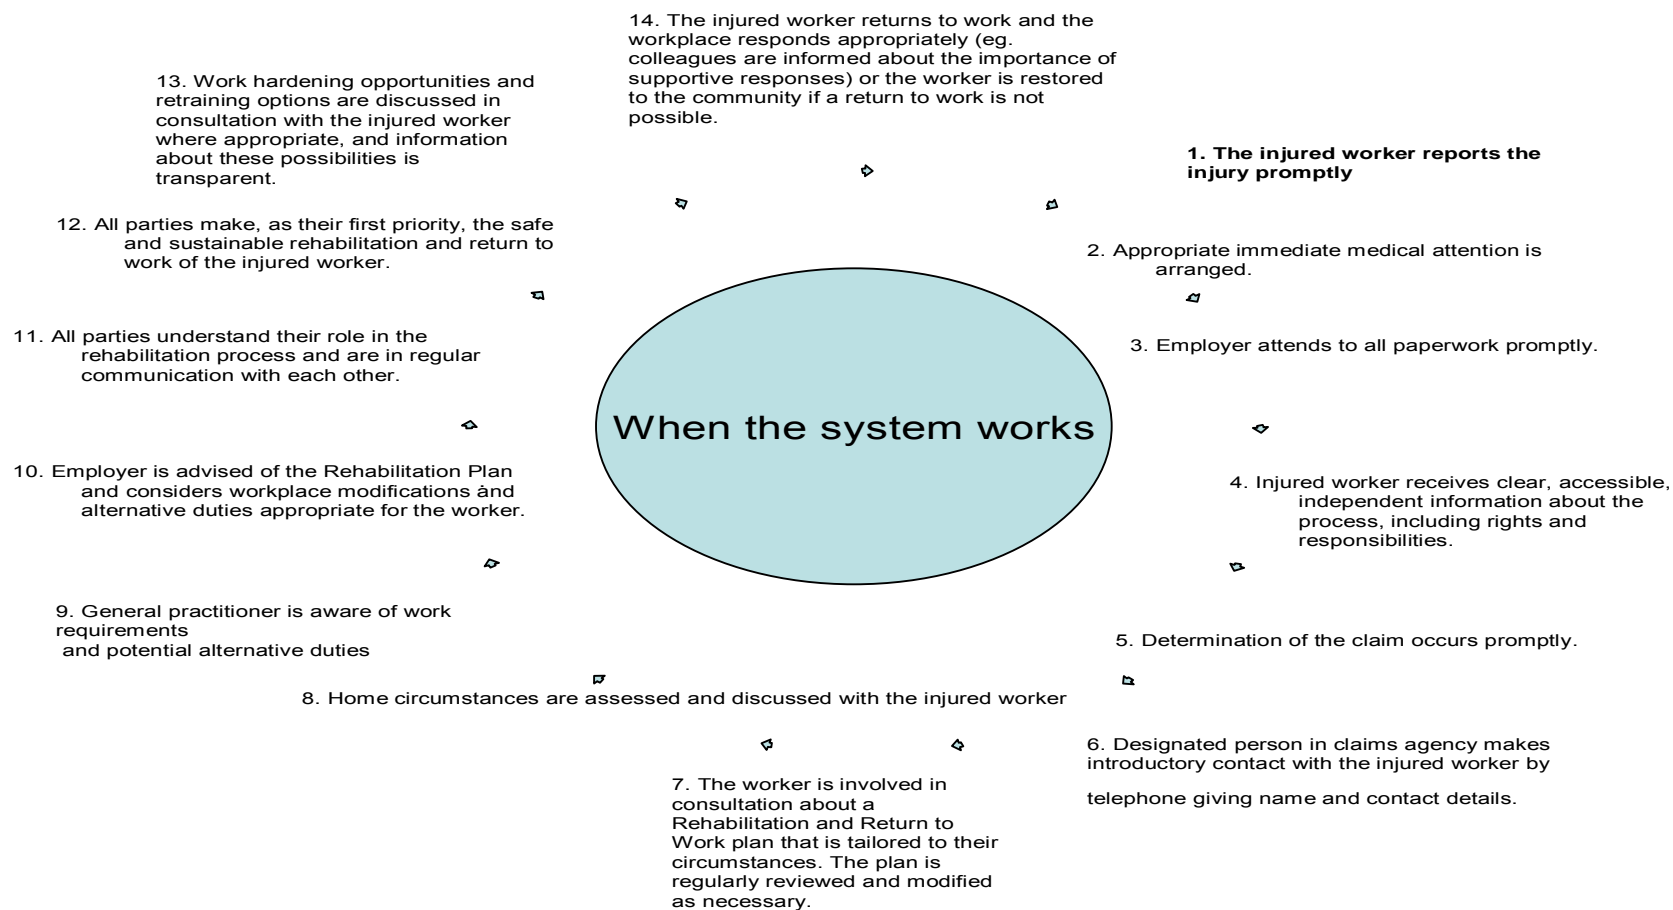 14. The injured worker returns to work and the
workplace responds appropriately (eg.
colleagues are informed about the importance of
supportive responses) or the worker is restored
to the community if a return to work is not
possible.
1. The injured worker reports the
injury promptly
2. Appropriate immediate medical attention is
arranged.
3. Employer attends to all paperwork promptly.
4. Injured worker receives clear, accessible,
independent information about the
process, including rights and
responsibilities.
5. Determination of the claim occurs promptly.
6. Designated person in claims agency makes
introductory contact with the injured worker by
telephone giving name and contact details.
7. The worker is involved in
consultation about a
Rehabilitation and Return to
Work plan that is tailored to their
circumstances. The plan is
regularly reviewed and modified
as necessary.
8. Home circumstances are assessed and discussed with the injured worker
9. General practitioner is aware of work
requirements
and potential alternative duties
10. Employer is advised of the Rehabilitation Plan
and considers workplace modifications and
alternative duties appropriate for the worker.
11. All parties understand their role in the
rehabilitation process and are in regular
communication with each other.
12. All parties make, as their first priority, the safe
and sustainable rehabilitation and return to
work of the injured worker.
13. Work hardening opportunities and
retraining options are discussed in
consultation with the injured worker
where appropriate, and information
about these possibilities is
transparent.
When the system works